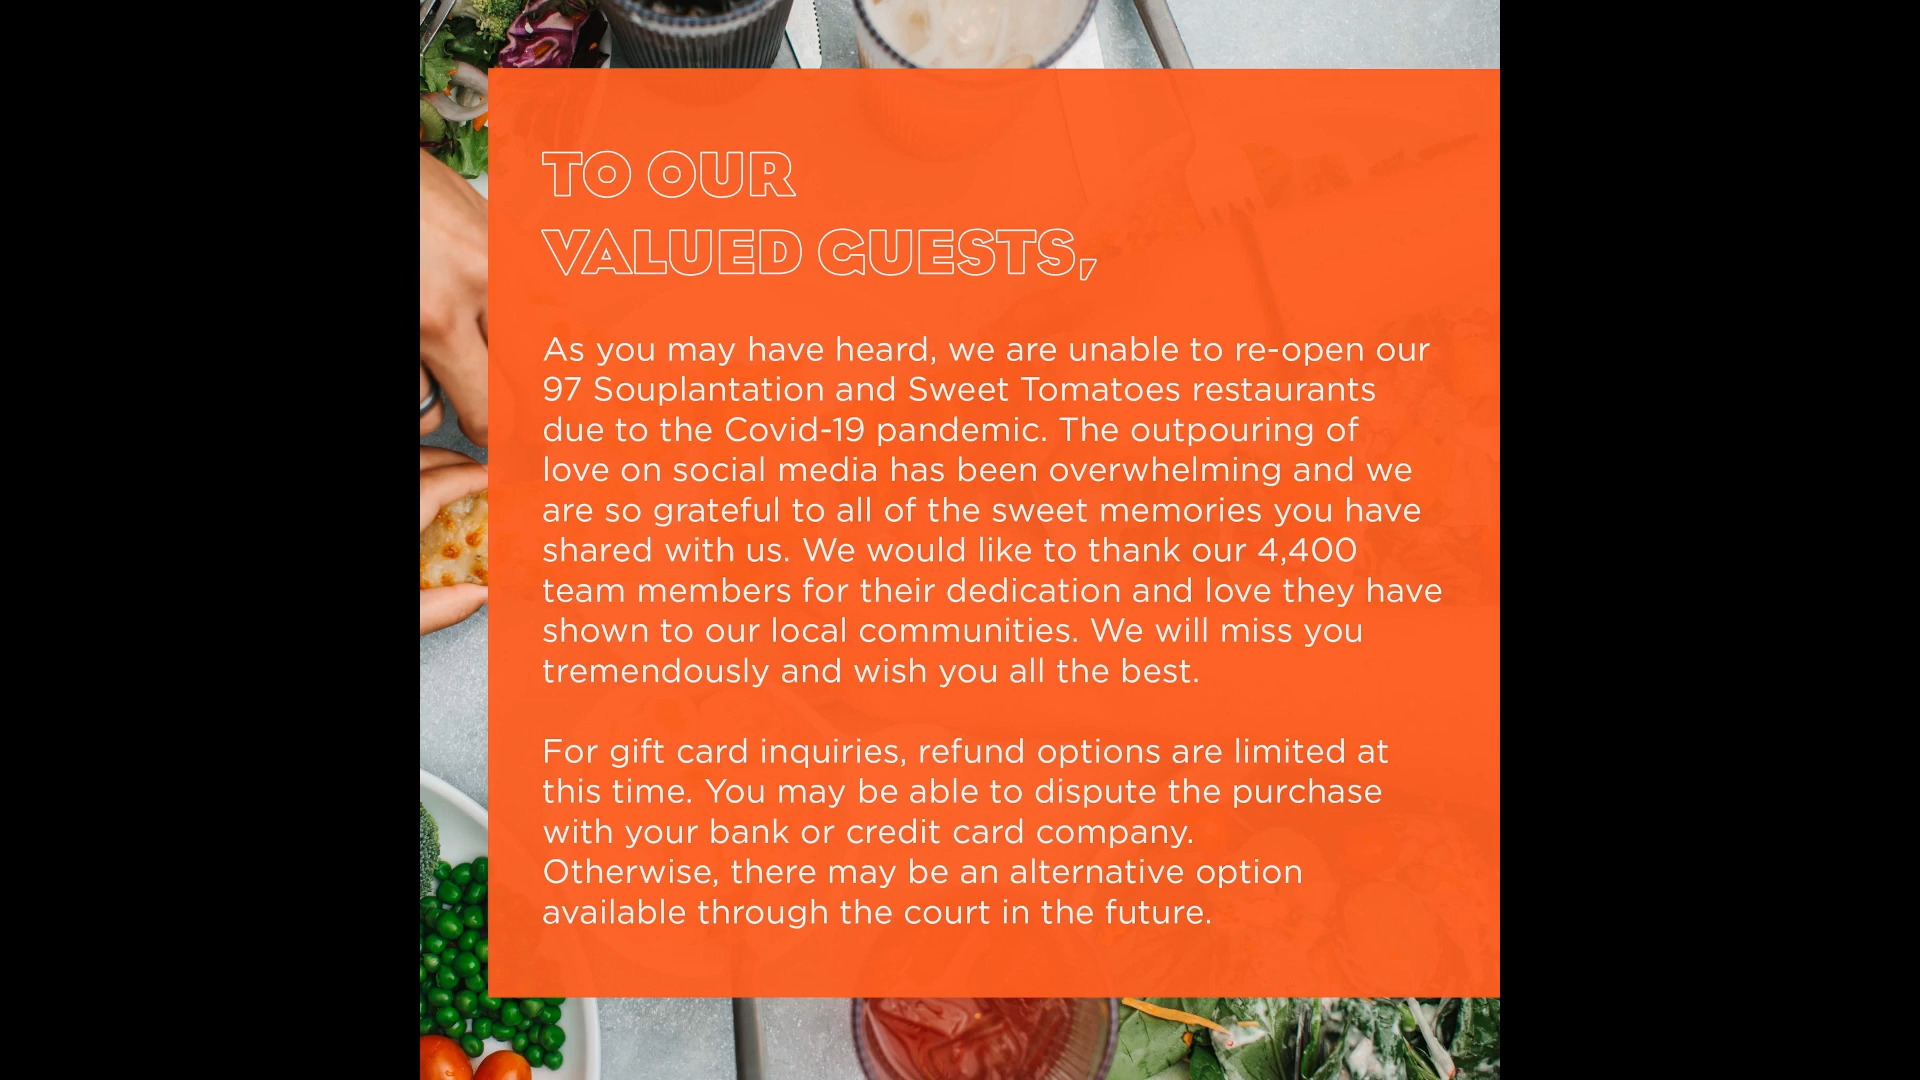 TO OUR
VALUED GUESTS,
As you may have heard, we are unable to re-open our
97 Souplantation and Sweet Tomatoes restaurants
due to the Covid-19 pandemic. The outpouring of
love on social media has been overwhelming and we
are so grateful to all of the sweet memories you have
shared with us. We would like to thank our 4,400
team members for their dedication and love they have
shown to our local communities. We will miss you
tremendously and wish you all the best.
For gift card inquiries, refund options are limited at
this time. You may be able to dispute the purchase
with your bank or credit card company.
Otherwise, there may be an alternative option
available through the court in the future.